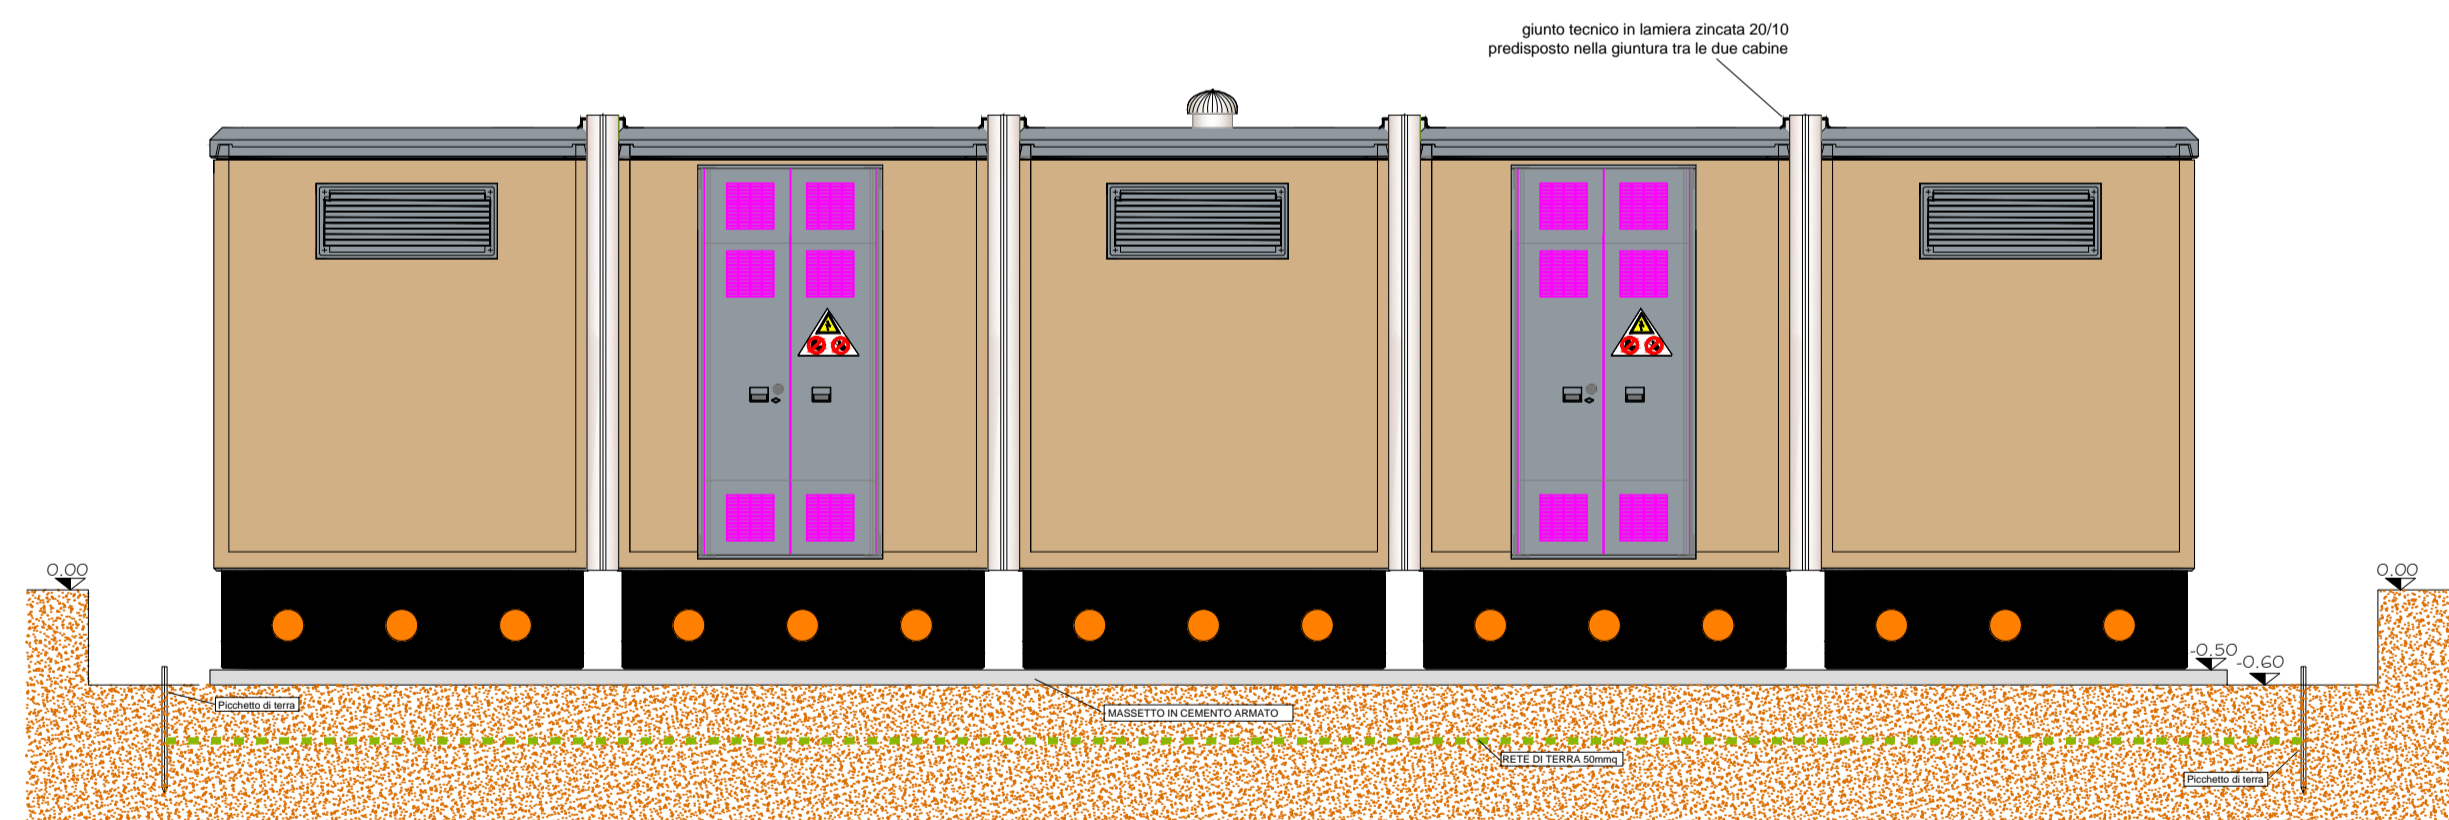 giunto tecnico in lamiera zincata 20/10
predisposto nella giuntura tra le due cabine
0.00
0.00
-0.50
-0.60
Picchetto di terra
MASSETTO IN CEMENTO ARMATO
RETE DI TERRA 50mmq
Picchetto di terra